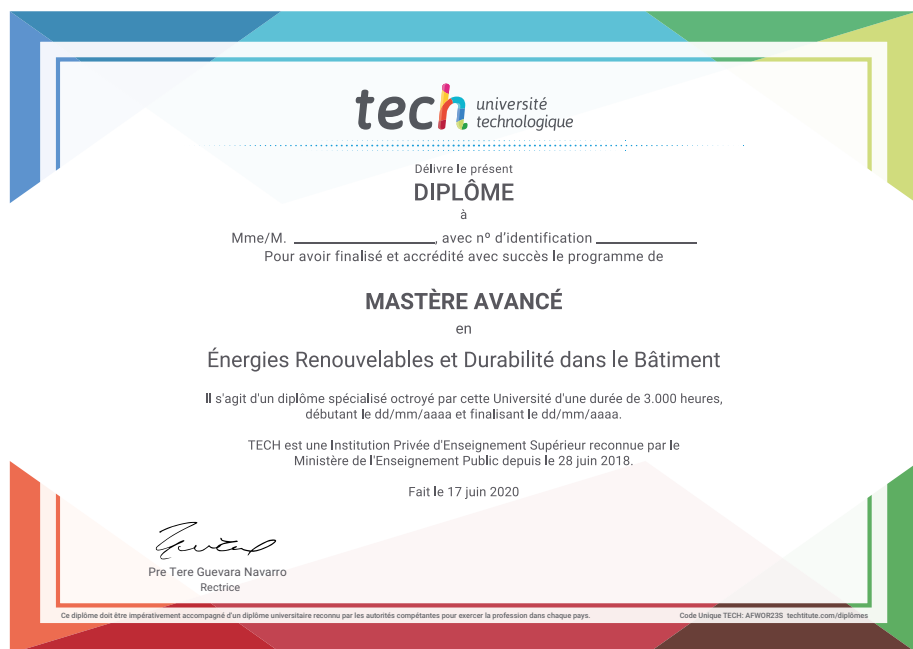 tech université
technologique
Délivre le présent
DIPLÔME
à
Mme/M. ____________________, avec nº d'identification ______________
Pour avoir finalisé et accrédité avec succès le programme de
MASTÈRE AVANCÉ
en
Énergies Renouvelables et Durabilité dans le Bâtiment
Il s'agit d'un diplôme spécialisé octroyé par cette Université d'une durée de 3.000 heures,
débutant le dd/mm/aaaa et finalisant le dd/mm/aaaa.
TECH est une Institution Privée d'Enseignement Supérieur reconnue par le
Ministère de l'Enseignement Public depuis le 28 juin 2018.
Fait le 17 juin 2020
Pre Tere Guevara Navarro
Rectrice
Ce diplôme doit être impérativement accompagné d'un diplôme universitaire reconnu par les autorités compétantes pour exercer la profession dans chaque pays.
Code Unique TECH: AFWOR23S techtitute.com/diplômes